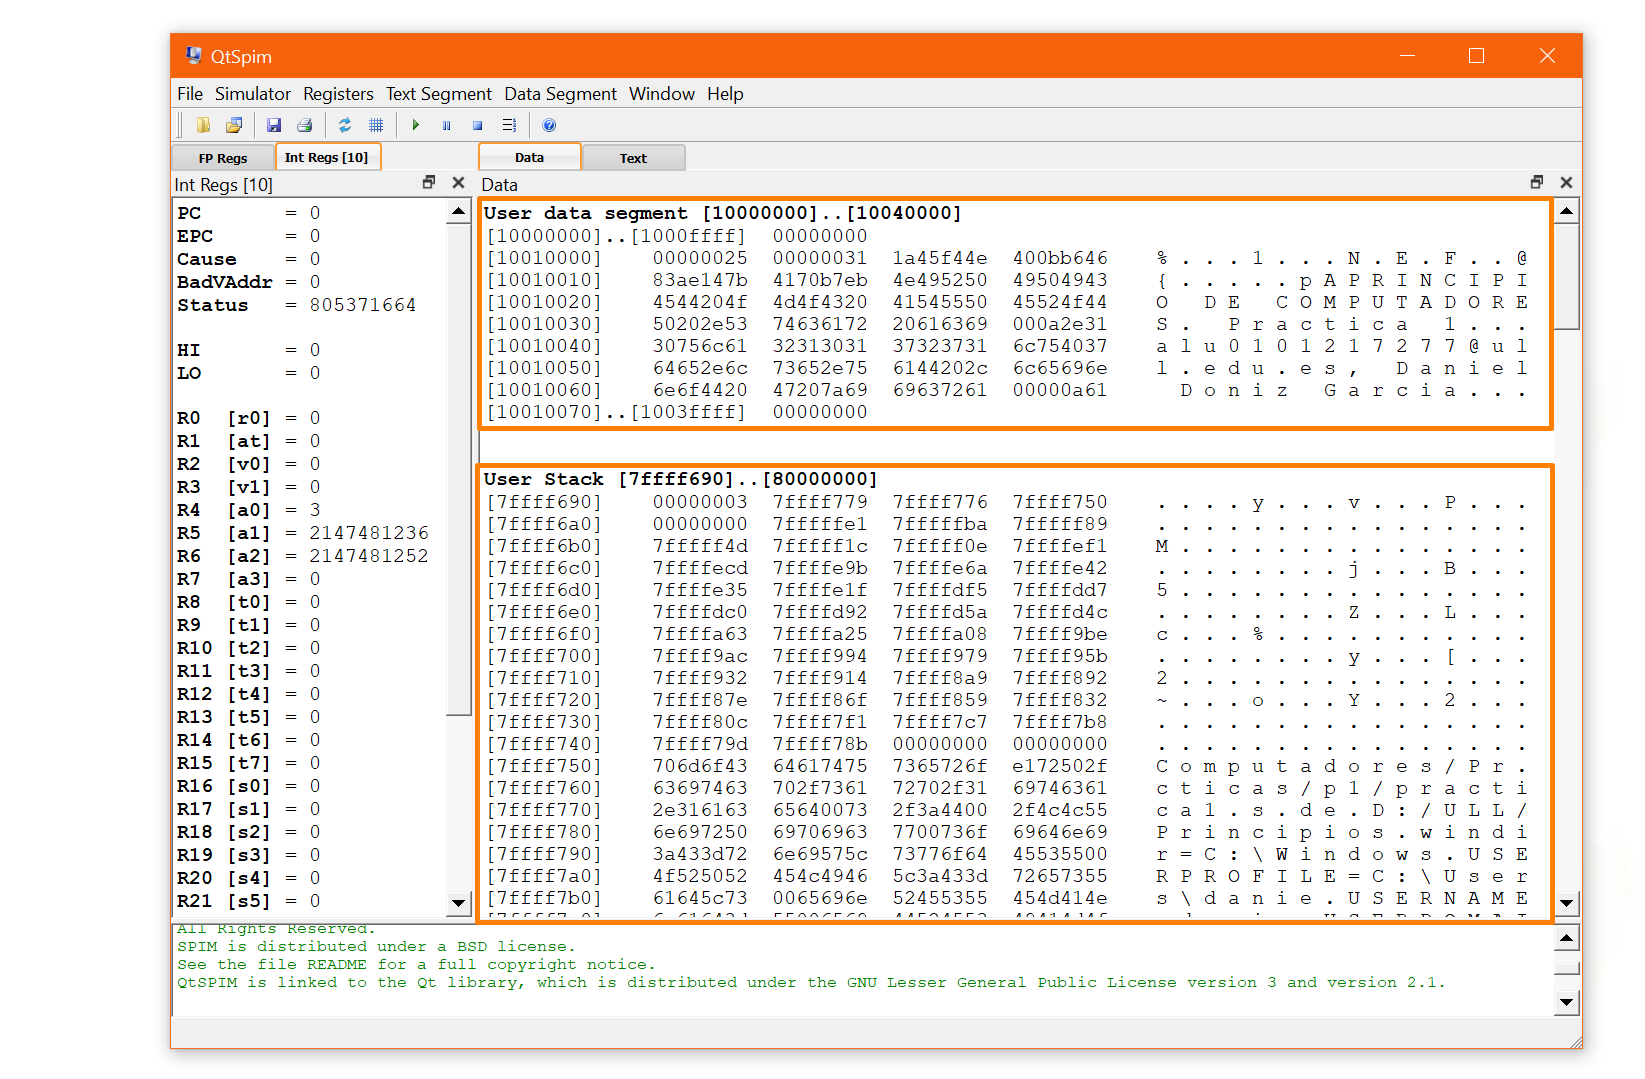 QtSpim
File Simulator Registers Text Segment Data Segment Window Help
FP Regs Int Regs [10] Data Text
Int Regs [10]
PC = 0
EPC = 0
Cause = 0
BadVAddr = 0
Status = 805371664
HI = 0
LO = 0
R0 [r0] = 0
R1 [at] = 0
R2 [v0] = 0
R3 [v1] = 0
R4 [a0] = 3
R5 [a1] = 2147481236
R6 [a2] = 2147481252
R7 [a3] = 0
R8 [t0] = 0
R9 [t1] = 0
R10 [t2] = 0
R11 [t3] = 0
R12 [t4] = 0
R13 [t5] = 0
R14 [t6] = 0
R15 [t7] = 0
R16 [s0] = 0
R17 [s1] = 0
R18 [s2] = 0
R19 [s3] = 0
R20 [s4] = 0
R21 [s5] = 0
Data
User data segment [10000000]..[10040000]
[10000000]..[1000ffff] 00000000
[10010000] 00000025 00000031 1a45f44e 400bb646 % . . . 1 . . . N . E . F . . @
[10010010] 83ae147b 4170b7eb 4e495250 49504943 { . . . . . p A P R I N C I P I
[10010020] 4544204f 4d4f4320 41545550 45524f44 O D E C O M P U T A D O R E
[10010030] 50202e53 74636172 20616369 000a2e31 S . P r a c t i c a 1 . . .
[10010040] 30756c61 32313031 37323731 6c754037 a l u 0 1 0 1 2 1 7 2 7 7 @ u l
[10010050] 64652e6c 73652e75 6144202c 6c65696e l . e d u . e s , D a n i e l
[10010060] 6e6f4420 47207a69 69637261 00000a61 D o n i z G a r c i a . . .
[10010070]..[1003ffff] 00000000
User Stack [7ffff690]..[80000000]
[7ffff690] 00000003 7ffff779 7ffff776 7ffff750 . . . . y . . . v . . . P . . .
[7ffff6a0] 00000000 7fffffe1 7fffffba 7fffff89 . . . . . . . . . . . . . . . .
[7ffff6b0] 7fffff4d 7fffff1c 7fffff0e 7ffffef1 M . . . . . . . . . . . . . . .
[7ffff6c0] 7ffffecd 7ffffe9b 7ffffe6a 7ffffe42 . . . . . . . . j . . . B . . .
[7ffff6d0] 7ffffe35 7ffffe1f 7ffffdf5 7ffffdd7 5 . . . . . . . . . . . . . . .
[7ffff6e0] 7ffffdc0 7ffffd92 7ffffd5a 7ffffd4c . . . . . . . . Z . . . L . . .
[7ffff6f0] 7ffffa63 7ffffa25 7ffffa08 7ffff9be c . . . % . . . . . . . . . . .
[7ffff700] 7ffff9ac 7ffff994 7ffff979 7ffff95b . . . . . . . . y . . . [ . . .
[7ffff710] 7ffff932 7ffff914 7ffff8a9 7ffff892 2 . . . . . . . . . . . . . . .
[7ffff720] 7ffff87e 7ffff86f 7ffff859 7ffff832 ~ . . . o . . . Y . . . 2 . . .
[7ffff730] 7ffff80c 7ffff7f1 7ffff7c7 7ffff7b8 . . . . . . . . . . . . . . . .
[7ffff740] 7ffff79d 7ffff78b 00000000 00000000 . . . . . . . . . . . . . . . .
[7ffff750] 706d6f43 64617475 7365726f e172502f C o m p u t a d o r e s / P r .
[7ffff760] 63697463 702f7361 72702f31 69746361 c t i c a s / p 1 / p r a c t i
[7ffff770] 2e316163 65640073 2f3a4400 2f4c4c55 c a 1 . s . d e . D : / U L L /
[7ffff780] 6e697250 69706963 7700736f 69646e69 P r i n c i p i o s . w i n d i
[7ffff790] 3a433d72 6e69575c 73776f64 45535500 r = C : \ W i n d o w s . U S E
[7ffff7a0] 4f525052 454c4946 5c3a433d 72657355 R P R O F I L E = C : \ U s e r
[7ffff7b0] 61645c73 0065696e 52455355 454d414e s \ d a n i e . U S E R N A M E
All Rights Reserved.
SPIM is distributed under a BSD license.
See the file README for a full copyright notice.
QtSPIM is linked to the Qt library, which is distributed under the GNU Lesser General Public License version 3 and version 2.1.